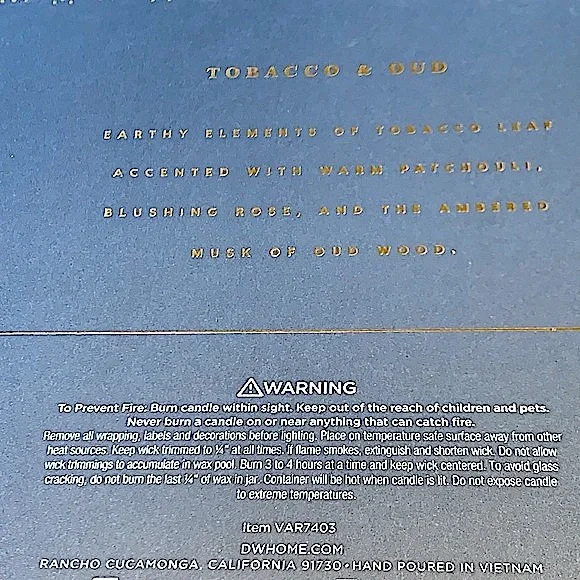 TOBACCO & OUD
EARTHY ELEMENTS OF TOBACCO LEAF
ACCENTED WITH WARM PATCHOULI,
BLUSHING ROSE, AND THE AMBERED
MUSK OF OUD WOOD.
⚠WARNING
To Prevent Fire: Burn candle within sight. Keep out of the reach of children and pets.
Never burn a candle on or near anything that can catch fire.
Remove all wrapping, labels and decorations before lighting. Place on temperature safe surface away from other
heat sources. Keep wick trimmed to ¼" at all times. If flame smokes, extinguish and shorten wick. Do not allow
wick trimmings to accumulate in wax pool. Burn 3 to 4 hours at a time and keep wick centered. To avoid glass
cracking, do not burn the last ¼" of wax in jar. Container will be hot when candle is lit. Do not expose candle
to extreme temperatures.
Item VAR7403
DWHOME.COM
RANCHO CUCAMONGA, CALIFORNIA 91730 • HAND POURED IN VIETNAM